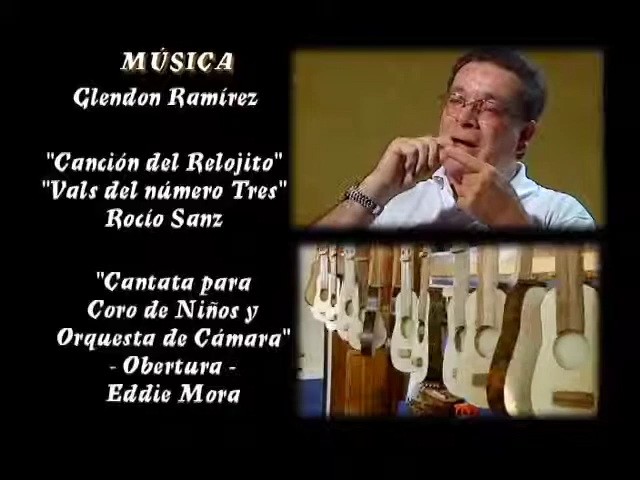 MÚSICA
Glendon Ramírez
"Canción del Relojito"
"Vals del número Tres"
Rocío Sanz
"Cantata para
Coro de Niños y
Orquesta de Cámara"
- Obertura -
Eddie Mora